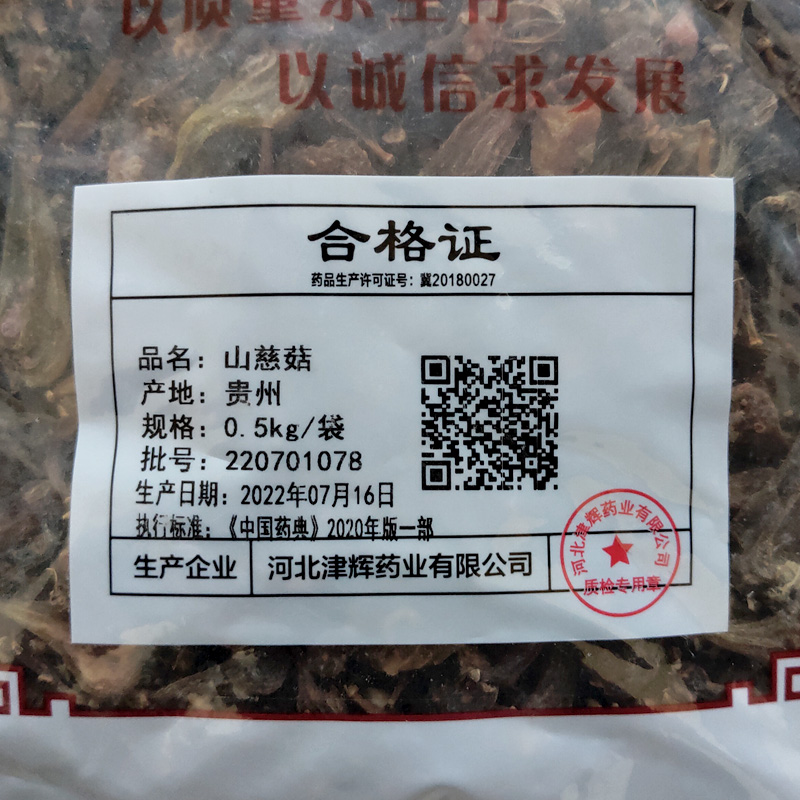 以质量求生存
以诚信求发展
合格证
药品生产许可证号：冀20180027
品名：山慈菇
产地：贵州
规格：0.5kg/袋
批号：220701078
生产日期：2022年07月16日
执行标准：《中国药典》2020年版一部
生产企业 河北津辉药业有限公司
河北津辉药业有限公司
质检专用章